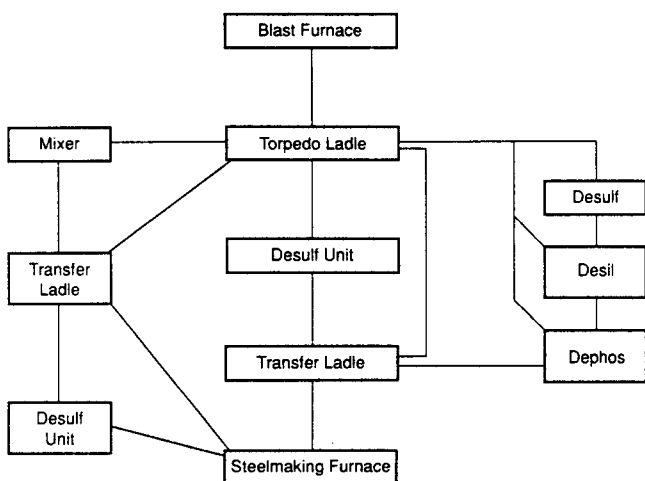 Blast Furnace
Mixer
Torpedo Ladle
Desulf
Transfer
Ladle
Desulf Unit
Desil
Transfer Ladle
Dephos
Desulf
Unit
Steelmaking Furnace